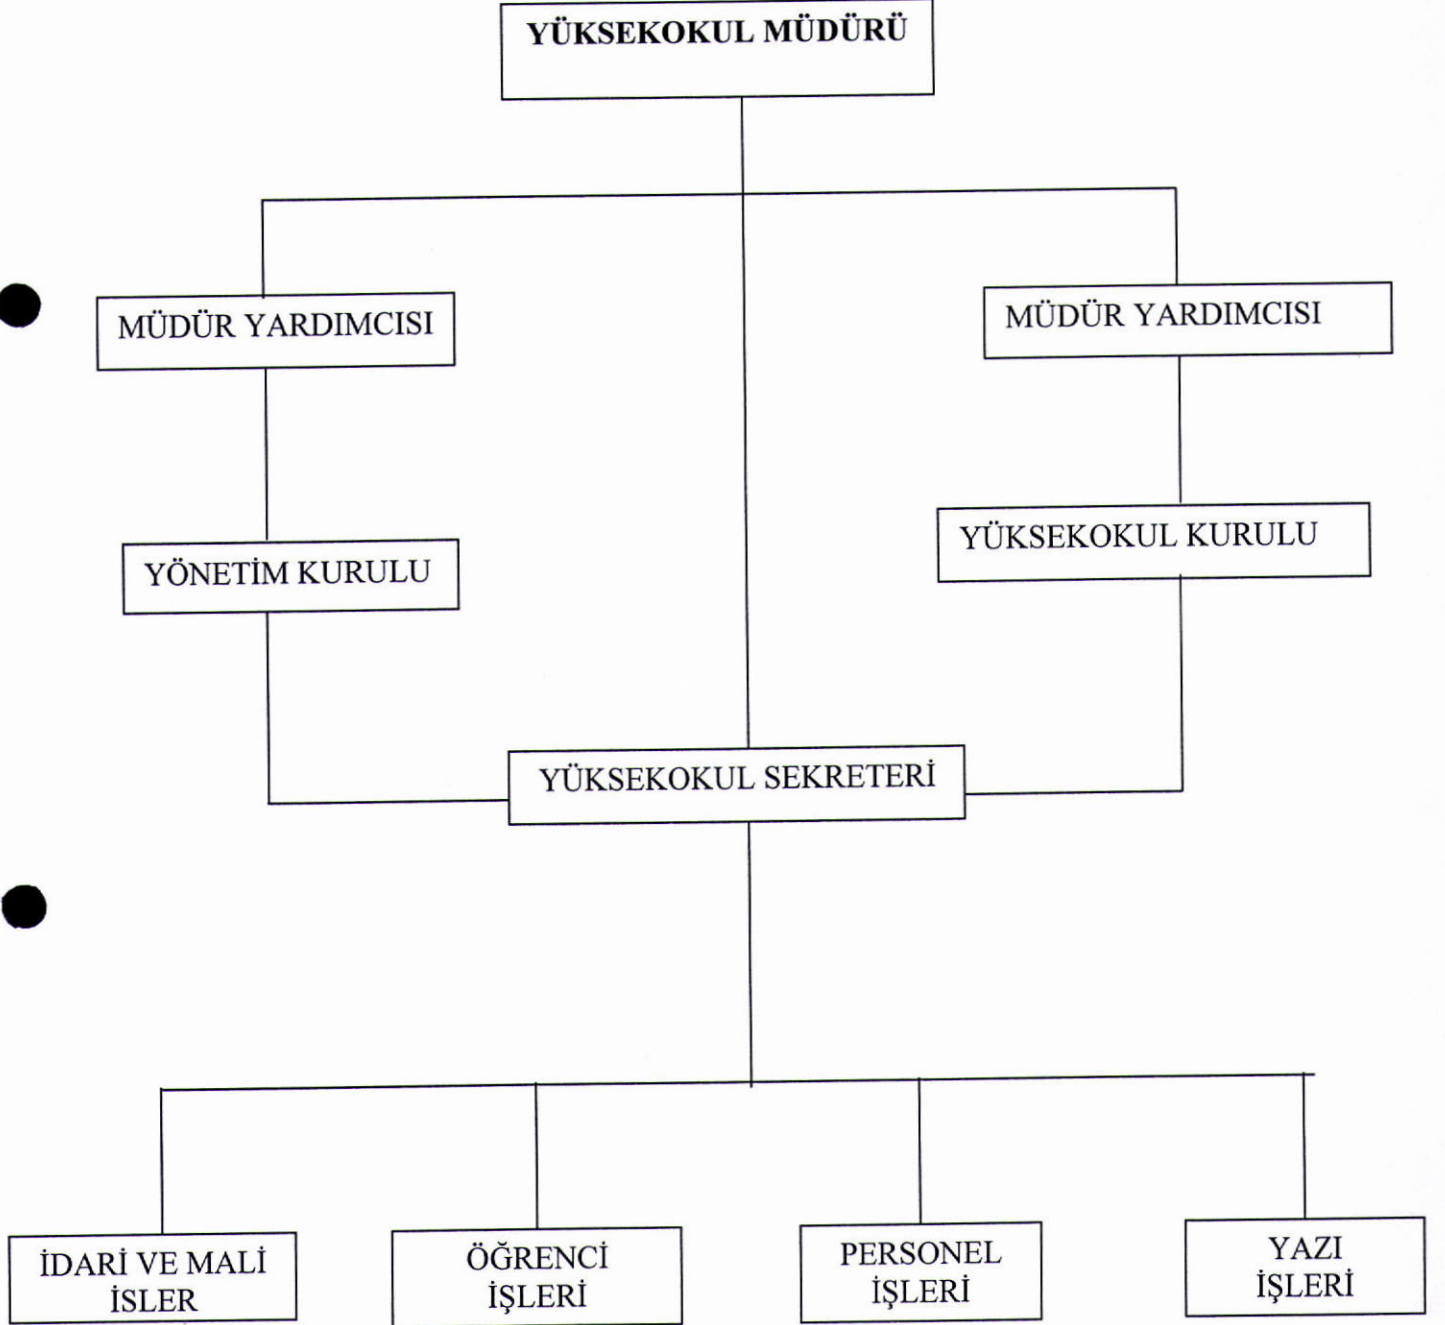 YÜKSEKOKUL MÜDÜRÜ
MÜDÜR YARDIMCISI
MÜDÜR YARDIMCISI
YÖNETİM KURULU
YÜKSEKOKUL KURULU
YÜKSEKOKUL SEKRETERİ
İDARİ VE MALİ
İSLER
ÖĞRENCİ
İŞLERİ
PERSONEL
İŞLERİ
YAZI
İŞLERİ